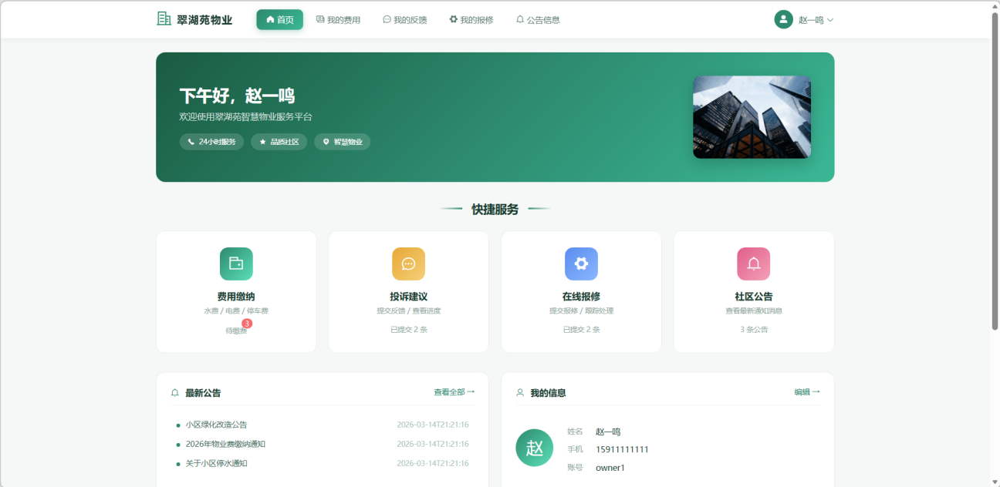 翠湖苑物业 首页 我的费用 我的反馈 我的报修 公告信息 赵一鸣
下午好，赵一鸣
欢迎使用翠湖苑智慧物业服务平台
24小时服务 品质社区 智慧物业
快捷服务
费用缴纳
水费 / 电费 / 停车费
待缴费 3
投诉建议
提交反馈 / 查看进度
已提交 2 条
在线报修
提交报修 / 跟踪处理
已提交 2 条
社区公告
查看最新通知消息
3 条公告
最新公告 查看全部 →
小区绿化改造公告 2026-03-14T21:21:16
2026年物业费缴纳通知 2026-03-14T21:21:16
关于小区停水通知 2026-03-14T21:21:16
我的信息 编辑 →
赵
姓名 赵一鸣
手机 15911111111
账号 owner1